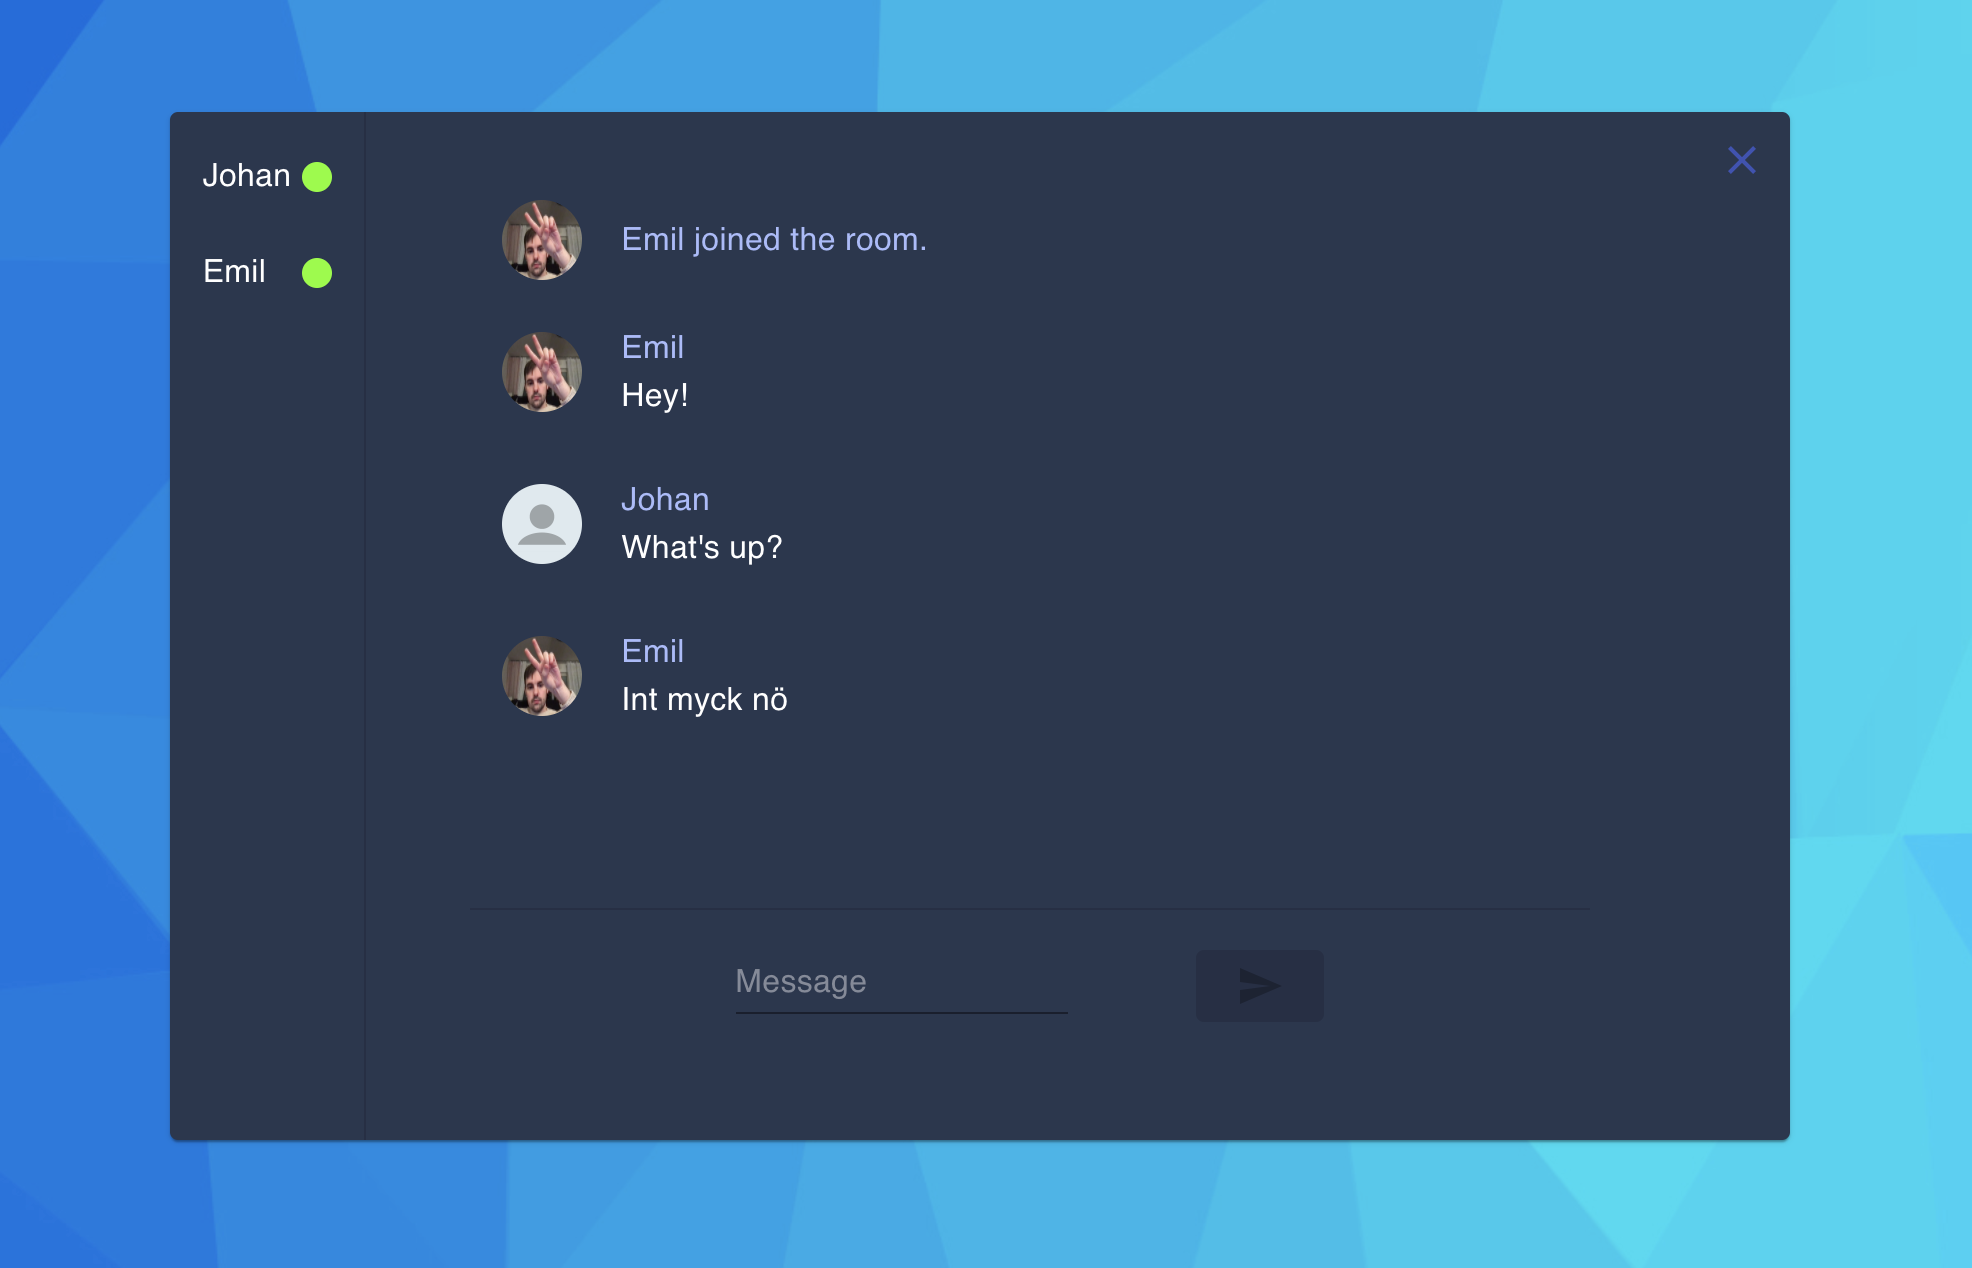 Johan
Emil
Emil joined the room.
Emil
Hey!
Johan
What's up?
Emil
Int myck nö
Message